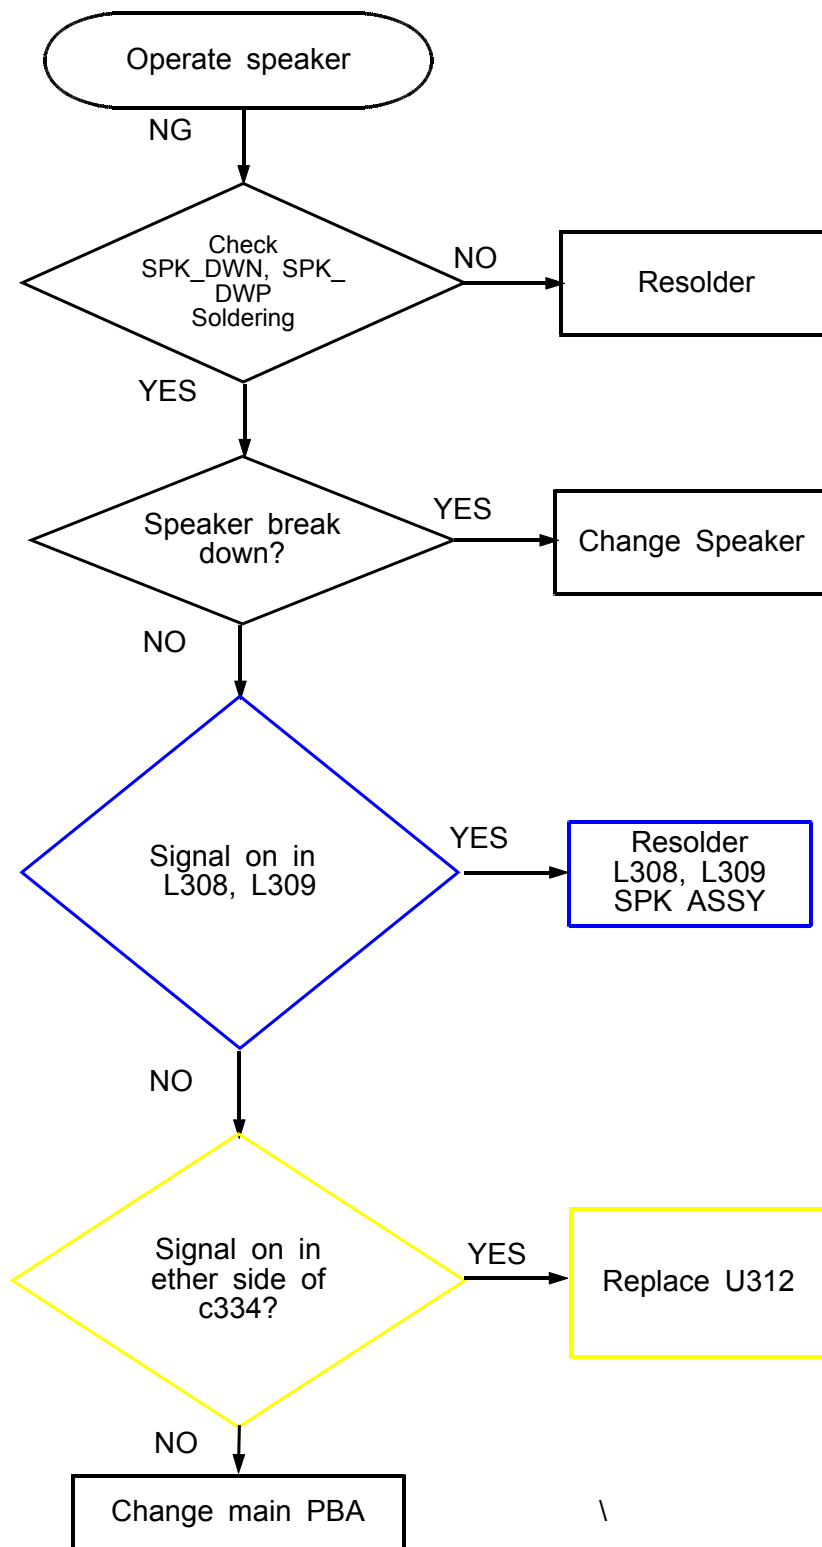 Operate speaker
NG
Check
SPK_DWN, SPK_
DWP
Soldering
NO
Resolder
YES
Speaker break
down?
YES
Change Speaker
NO
Signal on in
L308, L309
YES
Resolder
L308, L309
SPK ASSY
NO
Signal on in
ether side of
c334?
YES
Replace U312
NO
Change main PBA
\